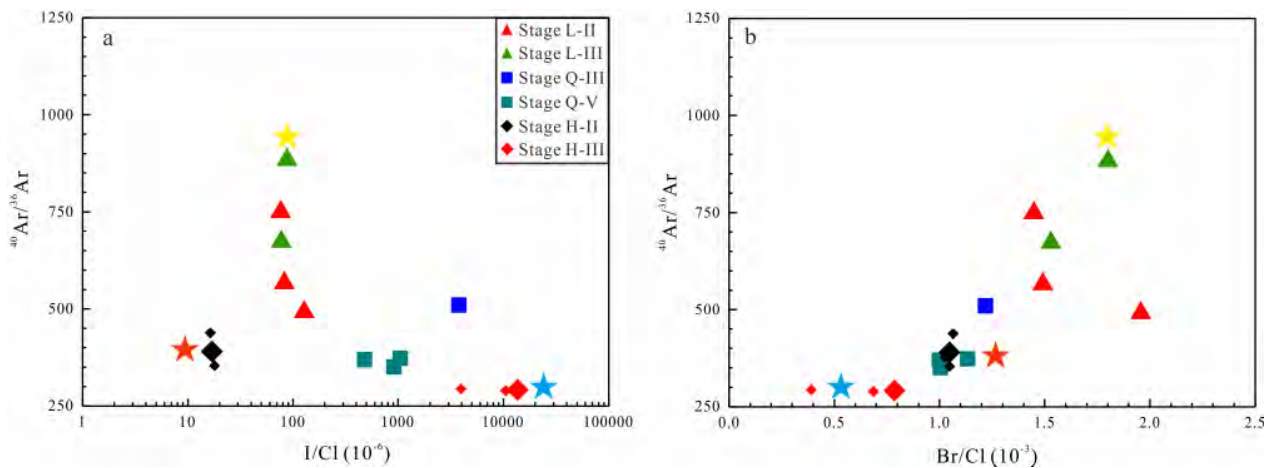 a
1250
1000
750
500
250
⁴⁰Ar/³⁶Ar
Stage L-II
Stage L-III
Stage Q-III
Stage Q-V
Stage H-II
Stage H-III
1
10
100
1000
10000
100000
I/Cl (10⁻⁶)
b
1250
1000
750
500
250
⁴⁰Ar/³⁶Ar
0.0
0.5
1.0
1.5
2.0
2.5
Br/Cl (10⁻³)